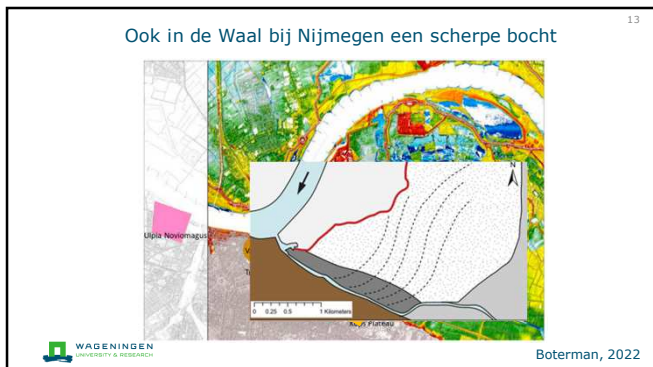 13
Ook in de Waal bij Nijmegen een scherpe bocht
N
Ulpia Noviomagus
0 0.25 0.5 1 Kilometers
Plateau
WAGENINGEN
UNIVERSITY & RESEARCH
Boterman, 2022